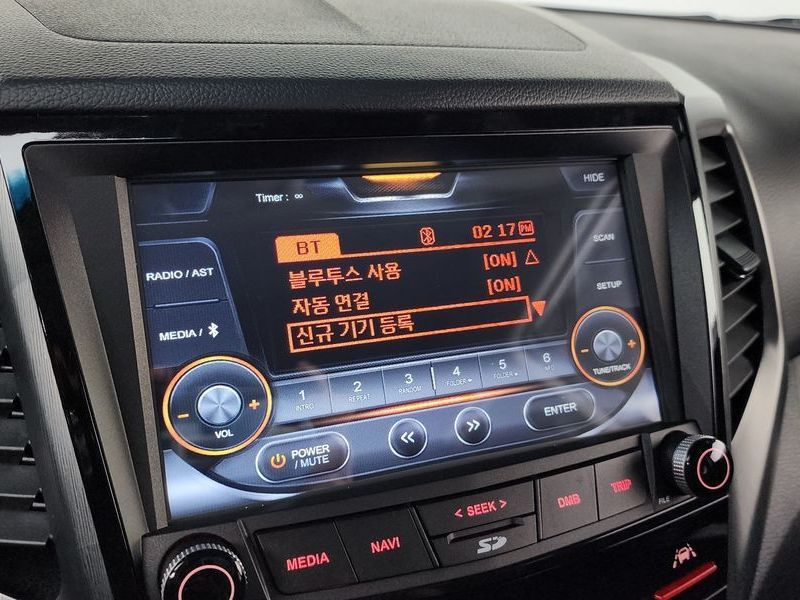 Timer : ∞
HIDE
BT
02 17 PM
블루투스 사용 [ON]
자동 연결 [ON]
신규 기기 등록
RADIO / AST
MEDIA /
SCAN
SETUP
1 INTRO
2 REPEAT
3 RANDOM
4 FOLDER
5 FOLDER
6 INFO
- VOL +
- TUNE/TRACK +
POWER
/ MUTE
<<
>>
ENTER
MEDIA
NAVI
< SEEK >
SD
DMB
TRIP
FILE